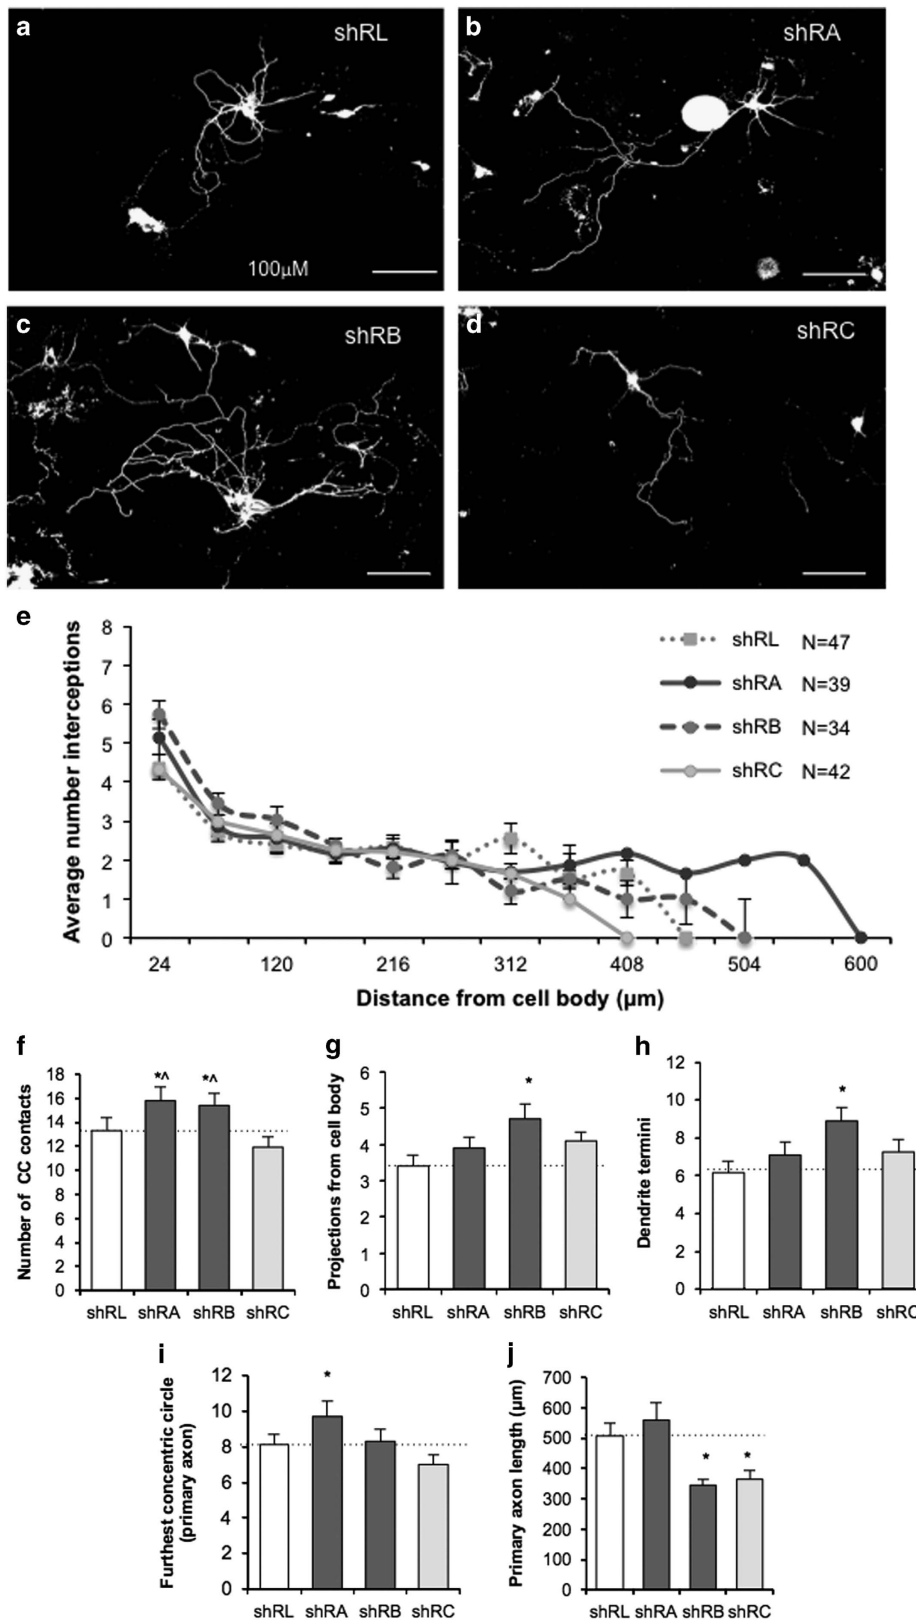 a
shRL
100µM
b
shRA
c
shRB
d
shRC
e
Average number interceptions
8
7
6
5
4
3
2
1
0
24
120
216
312
408
504
600
Distance from cell body (µm)
shRL N=47
shRA N=39
shRB N=34
shRC N=42
f
Number of CC contacts
18
16
14
12
10
8
6
4
2
0
*^
*^
shRL shRA shRB shRC
g
Projections from cell body
6
5
4
3
2
1
0
*
shRL shRA shRB shRC
h
Dendrite termini
12
10
8
6
4
2
0
*
shRL shRA shRB shRC
i
Furthest concentric circle
(primary axon)
12
10
8
6
4
2
0
*
shRL shRA shRB shRC
j
Primary axon length (µm)
700
600
500
400
300
200
100
0
*
*
shRL shRA shRB shRC